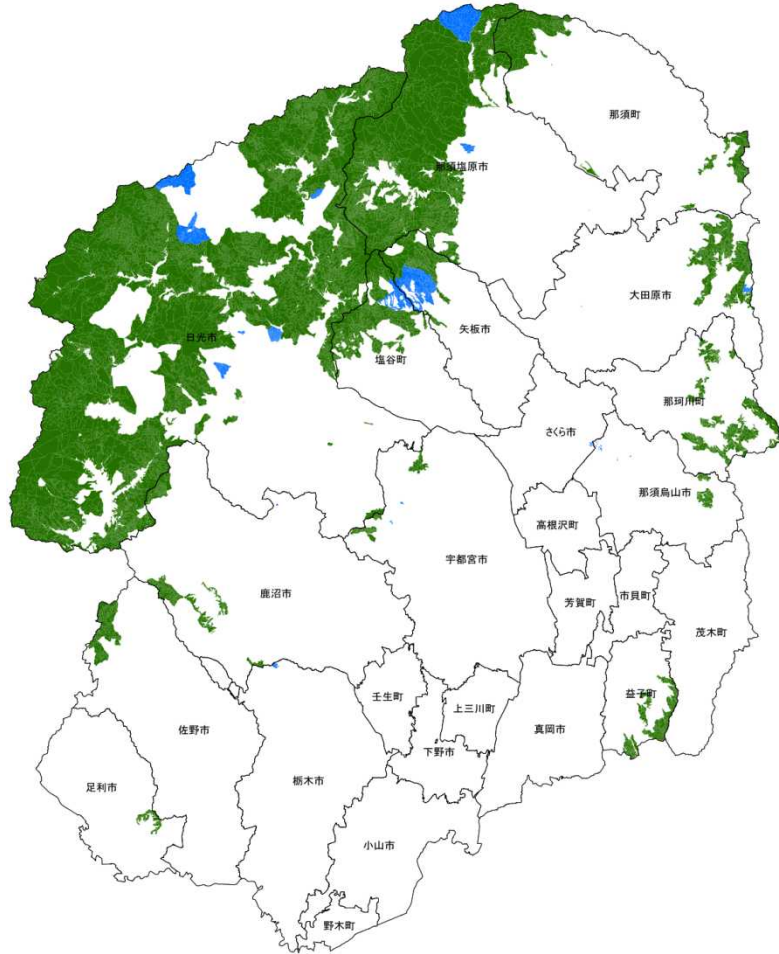 那須町
那須塩原市
大田原市
矢板市
日光市
塩谷町
那珂川町
さくら市
那須烏山市
高根沢町
宇都宮市
芳賀町
市貝町
茂木町
鹿沼市
益子町
壬生町
上三川町
真岡市
佐野市
下野市
足利市
栃木市
小山市
野木町